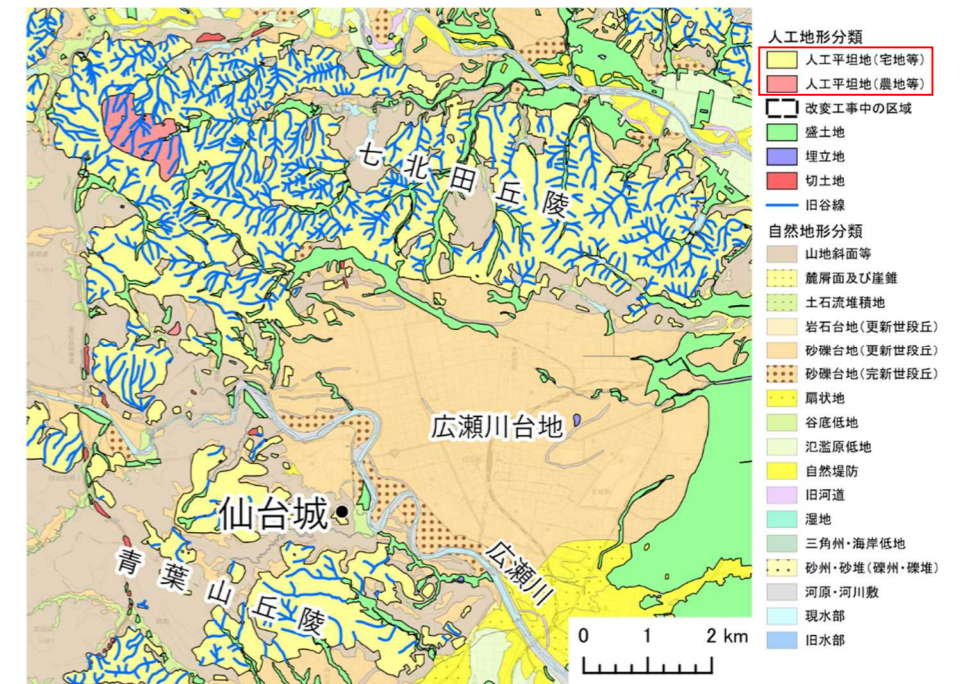 七北田丘陵
広瀬川台地
仙台城
広瀬川
青葉山丘陵
0 1 2 km
人工地形分類
人工平坦地(宅地等)
人工平坦地(農地等)
改変工事中の区域
盛土地
埋立地
切土地
旧谷線
自然地形分類
山地斜面等
麓屑面及び崖錐
土石流堆積地
岩石台地(更新世段丘)
砂礫台地(更新世段丘)
砂礫台地(完新世段丘)
扇状地
谷底低地
氾濫原低地
自然堤防
旧河道
湿地
三角州・海岸低地
砂州・砂堆(礫州・礫堆)
河原・河川敷
現水部
旧水部